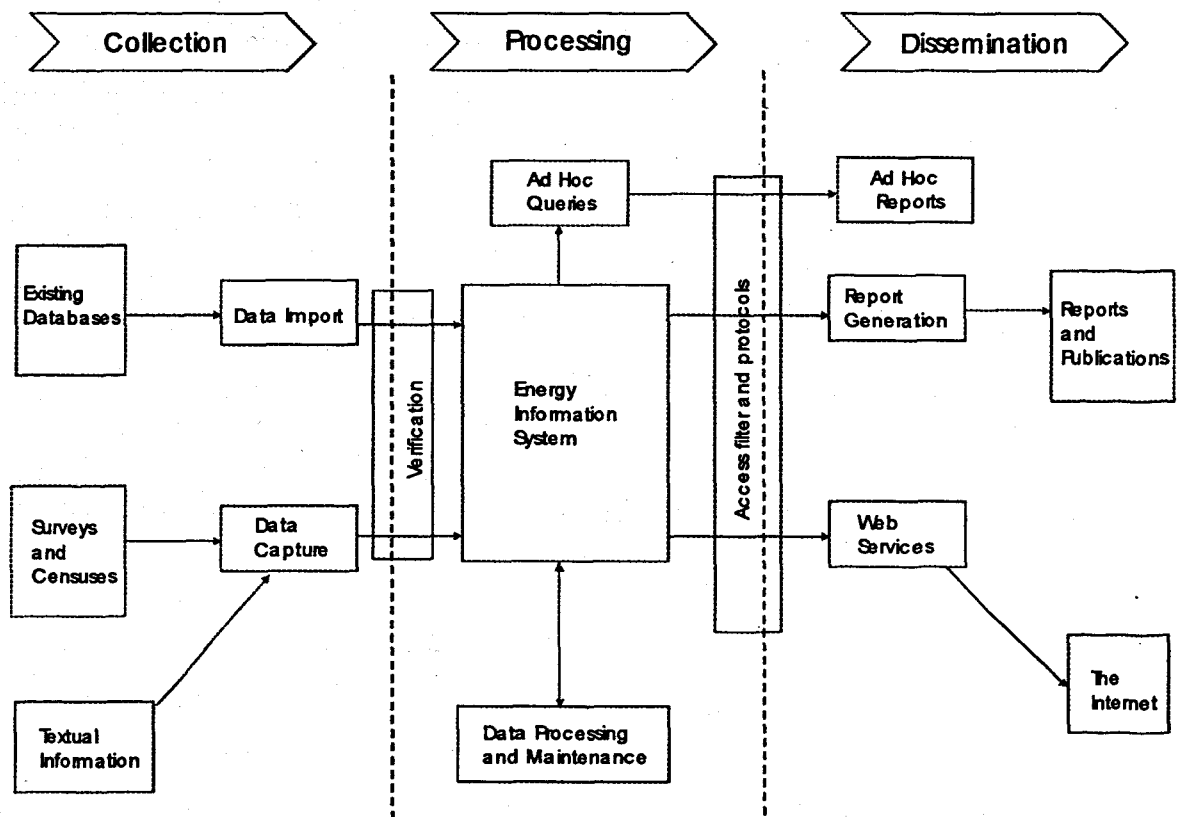 Collection
Processing
Dissemination
Ad Hoc
Queries
Ad Hoc
Reports
Existing
Databases
Data Import
Verification
Energy
Information
System
Access filter and protocols
Report
Generation
Reports
and
Publications
Surveys
and
Censuses
Data
Capture
Web
Services
Textual
Information
Data Processing
and Maintenance
The
Internet